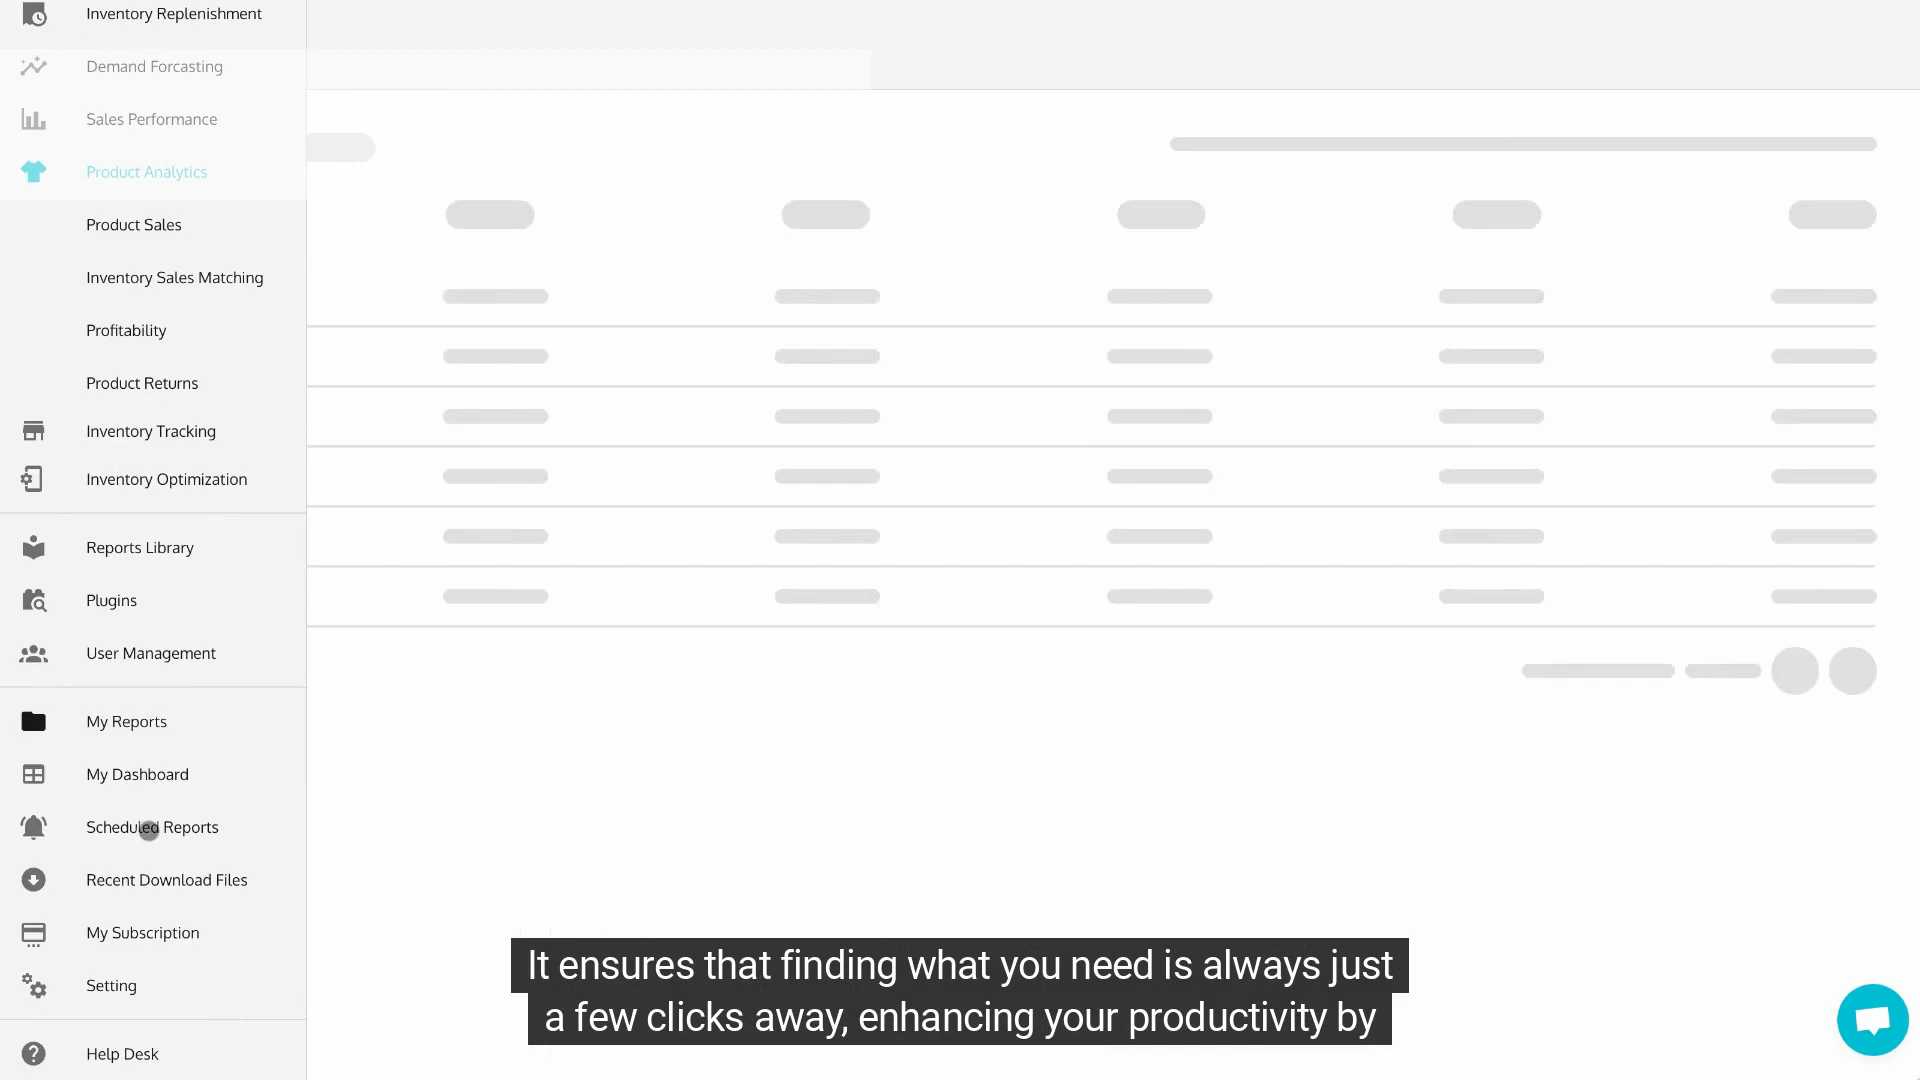 Inventory Replenishment
Demand Forcasting
Sales Performance
Product Analytics
Product Sales
Inventory Sales Matching
Profitability
Product Returns
Inventory Tracking
Inventory Optimization
Reports Library
Plugins
User Management
My Reports
My Dashboard
Scheduled Reports
Recent Download Files
My Subscription
Setting
Help Desk
It ensures that finding what you need is always just
a few clicks away, enhancing your productivity by